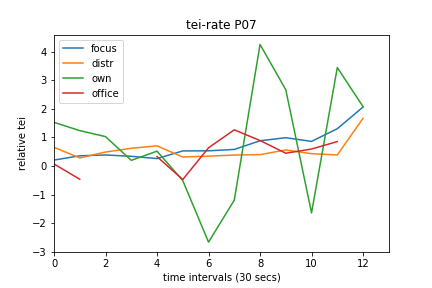 tei-rate P07
focus
distr
own
office
relative tei
4
3
2
1
0
−1
−2
−3
0 2 4 6 8 10 12
time intervals (30 secs)